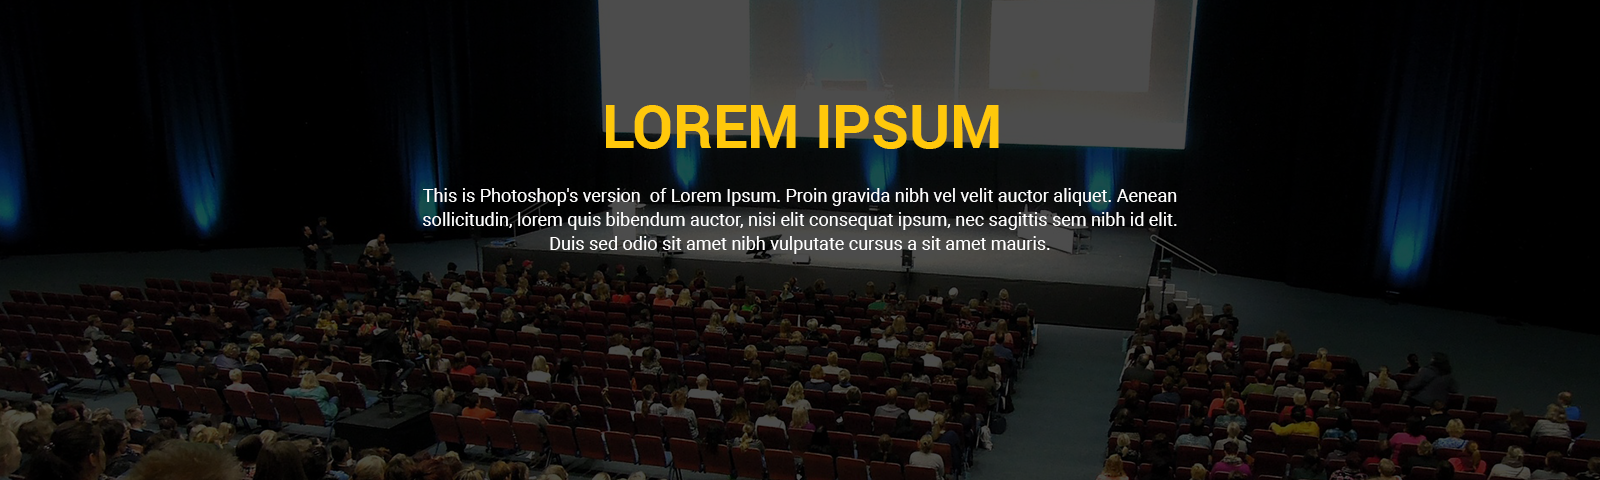 LOREM IPSUM
This is Photoshop's version  of Lorem Ipsum. Proin gravida nibh vel velit auctor aliquet. Aenean
sollicitudin, lorem quis bibendum auctor, nisi elit consequat ipsum, nec sagittis sem nibh id elit.
Duis sed odio sit amet nibh vulputate cursus a sit amet mauris.